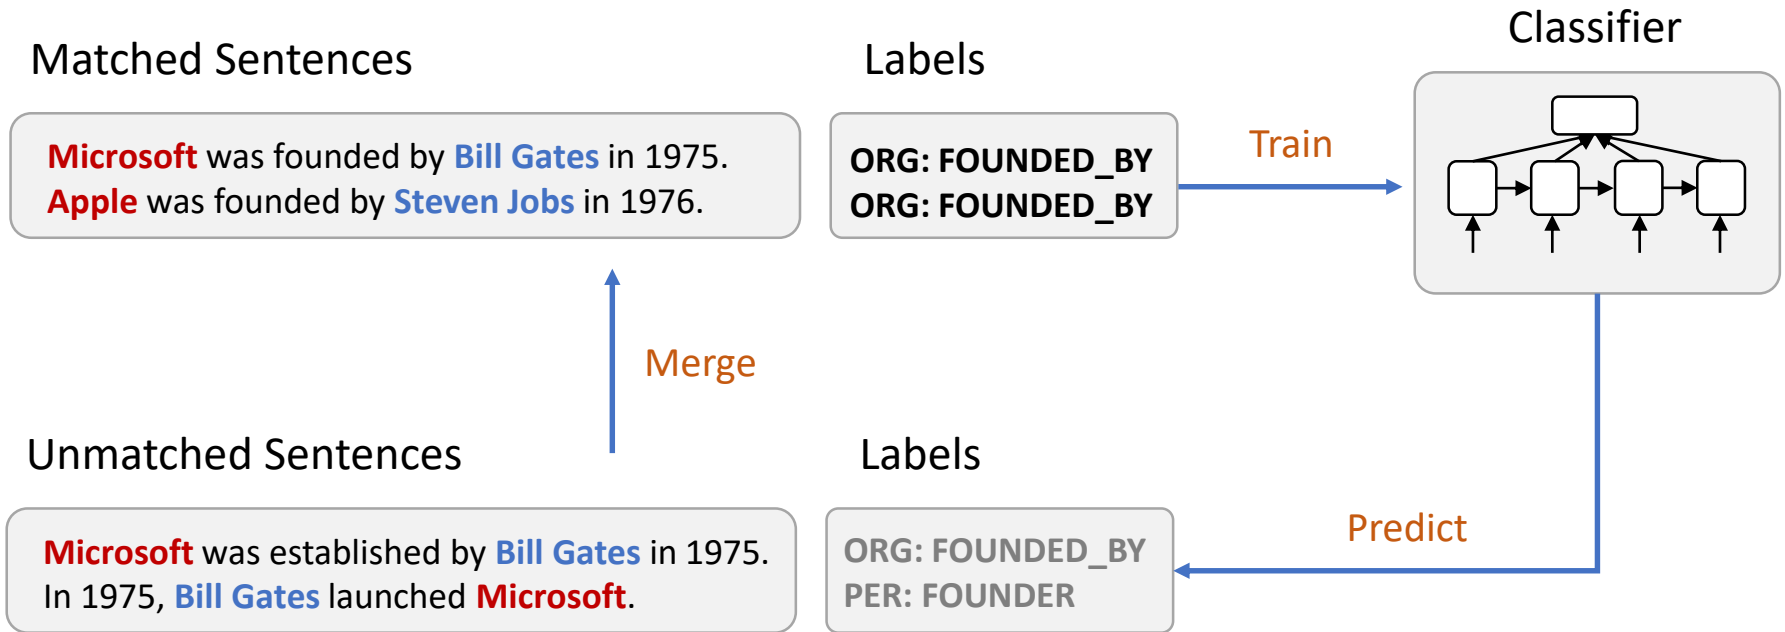 Matched Sentences
Microsoft was founded by Bill Gates in 1975.
Apple was founded by Steven Jobs in 1976.
Labels
ORG: FOUNDED_BY
ORG: FOUNDED_BY
Train
Classifier
Merge
Unmatched Sentences
Microsoft was established by Bill Gates in 1975.
In 1975, Bill Gates launched Microsoft.
Labels
ORG: FOUNDED_BY
PER: FOUNDER
Predict